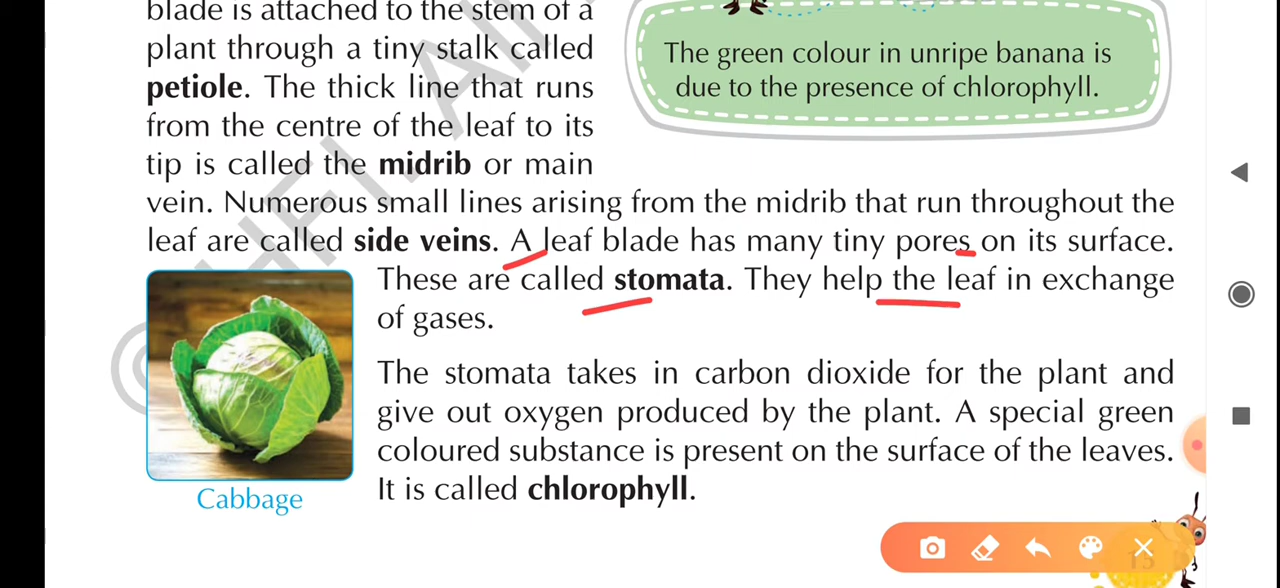 blade is attached to the stem of a
plant through a tiny stalk called
petiole. The thick line that runs
from the centre of the leaf to its
tip is called the midrib or main
vein. Numerous small lines arising from the midrib that run throughout the
leaf are called side veins. A leaf blade has many tiny pores on its surface.
These are called stomata. They help the leaf in exchange
of gases.
The stomata takes in carbon dioxide for the plant and
give out oxygen produced by the plant. A special green
coloured substance is present on the surface of the leaves.
It is called chlorophyll.
The green colour in unripe banana is
due to the presence of chlorophyll.
Cabbage